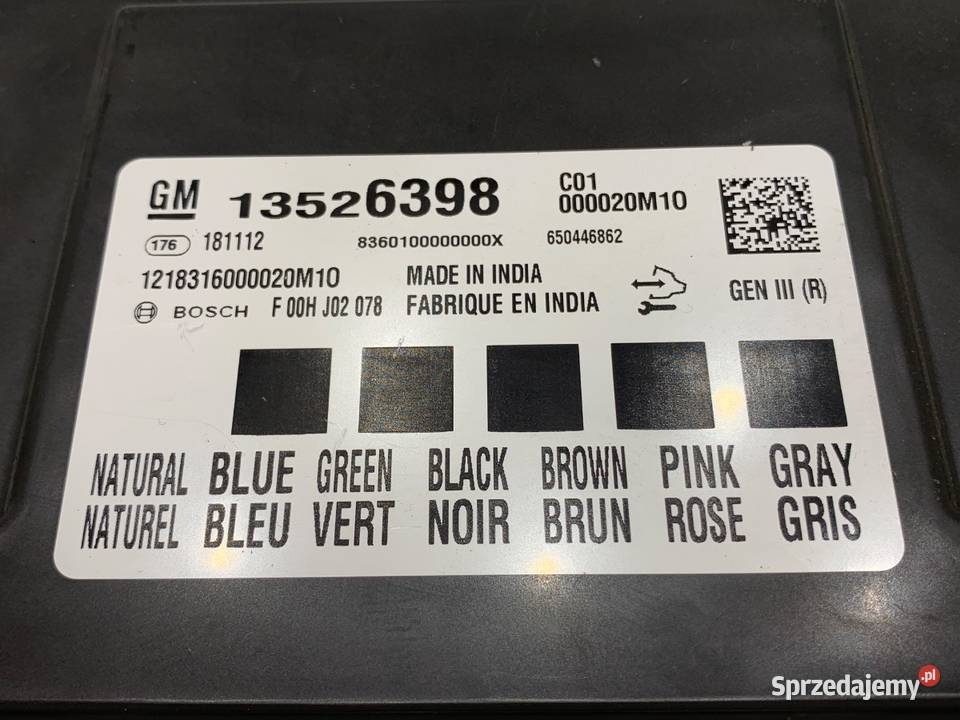 GM 13526398 C01
000020M10
176 181112 8360100000000X 650446862
1218316000020M10 MADE IN INDIA
BOSCH F 00H J02 078 FABRIQUE EN INDIA GEN III (R)
NATURAL BLUE GREEN BLACK BROWN PINK GRAY
NATUREL BLEU VERT NOIR BRUN ROSE GRIS
Sprzedajemy.pl